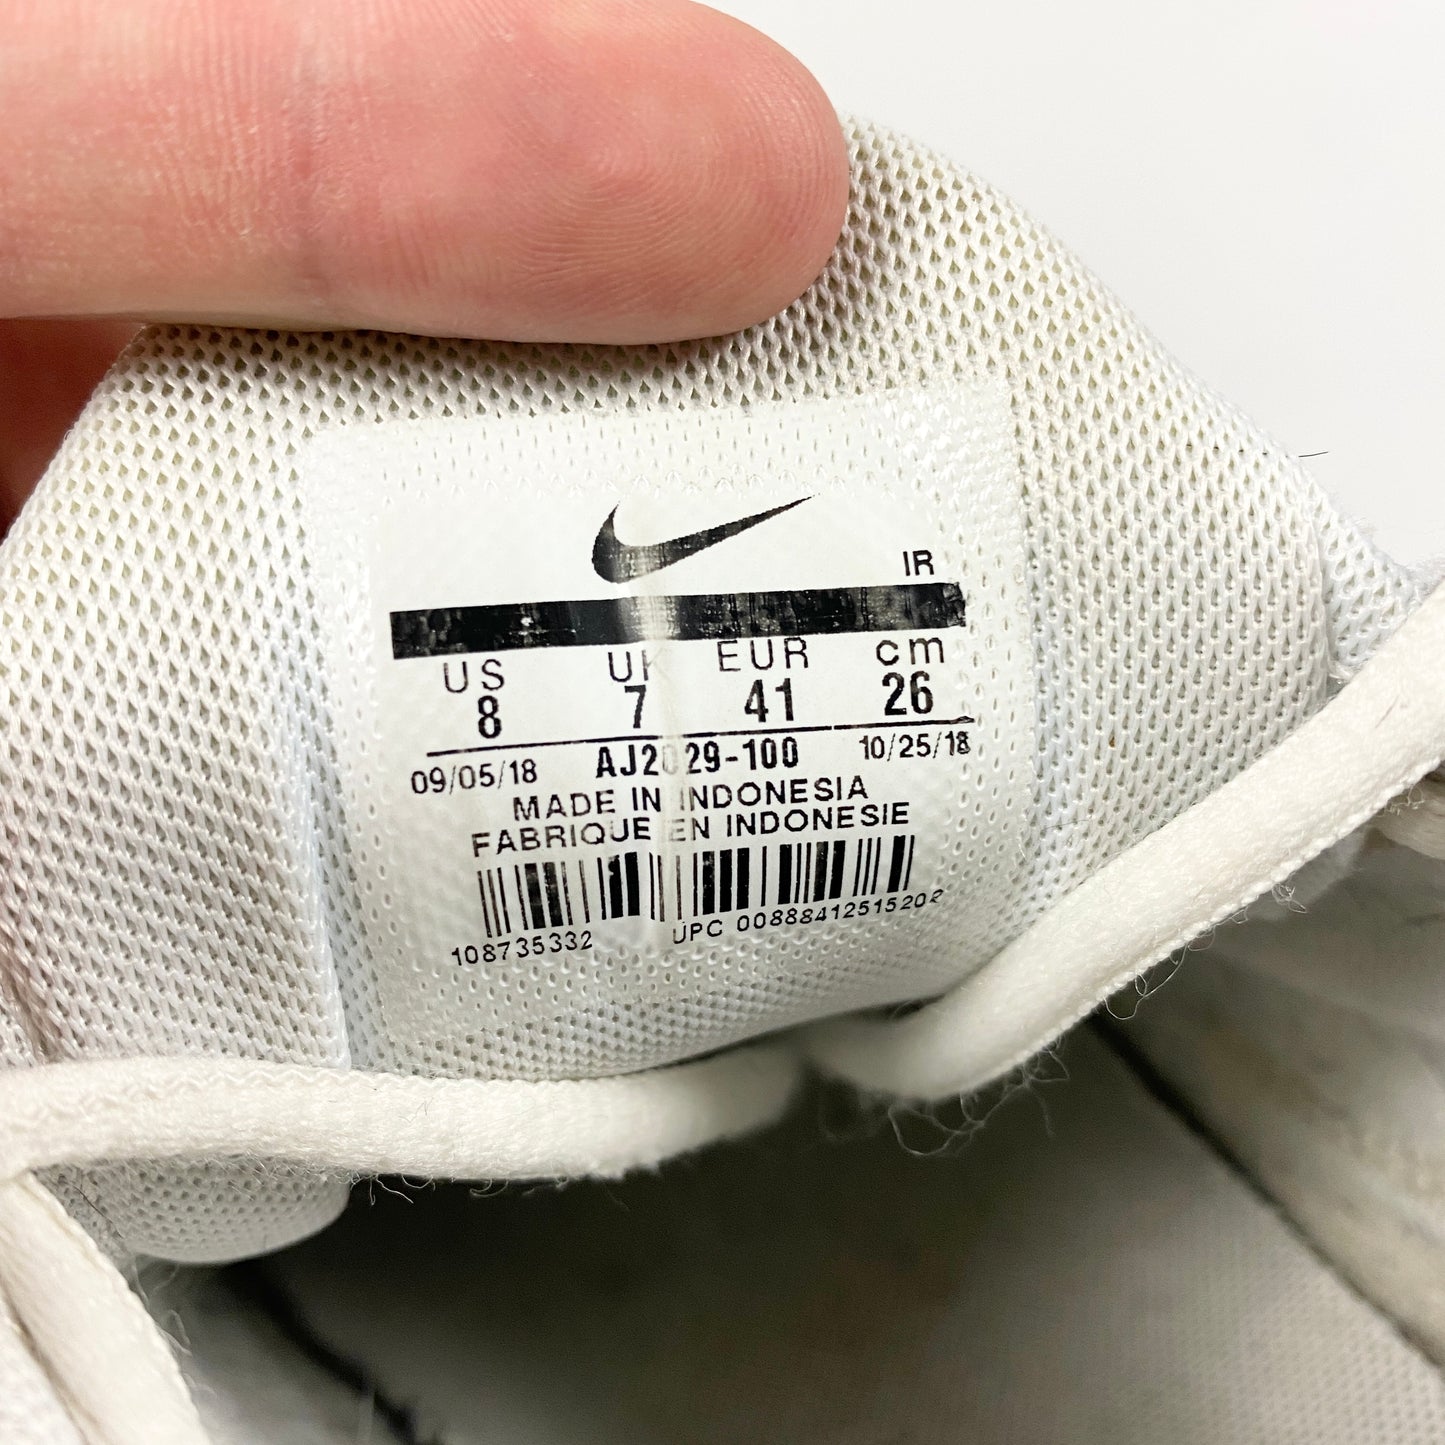 IR
US UK EUR cm
8 7 41 26
09/05/18 AJ2029-100 10/25/18
MADE IN INDONESIA
FABRIQUE EN INDONESIE
108735332 UPC 00888412515202